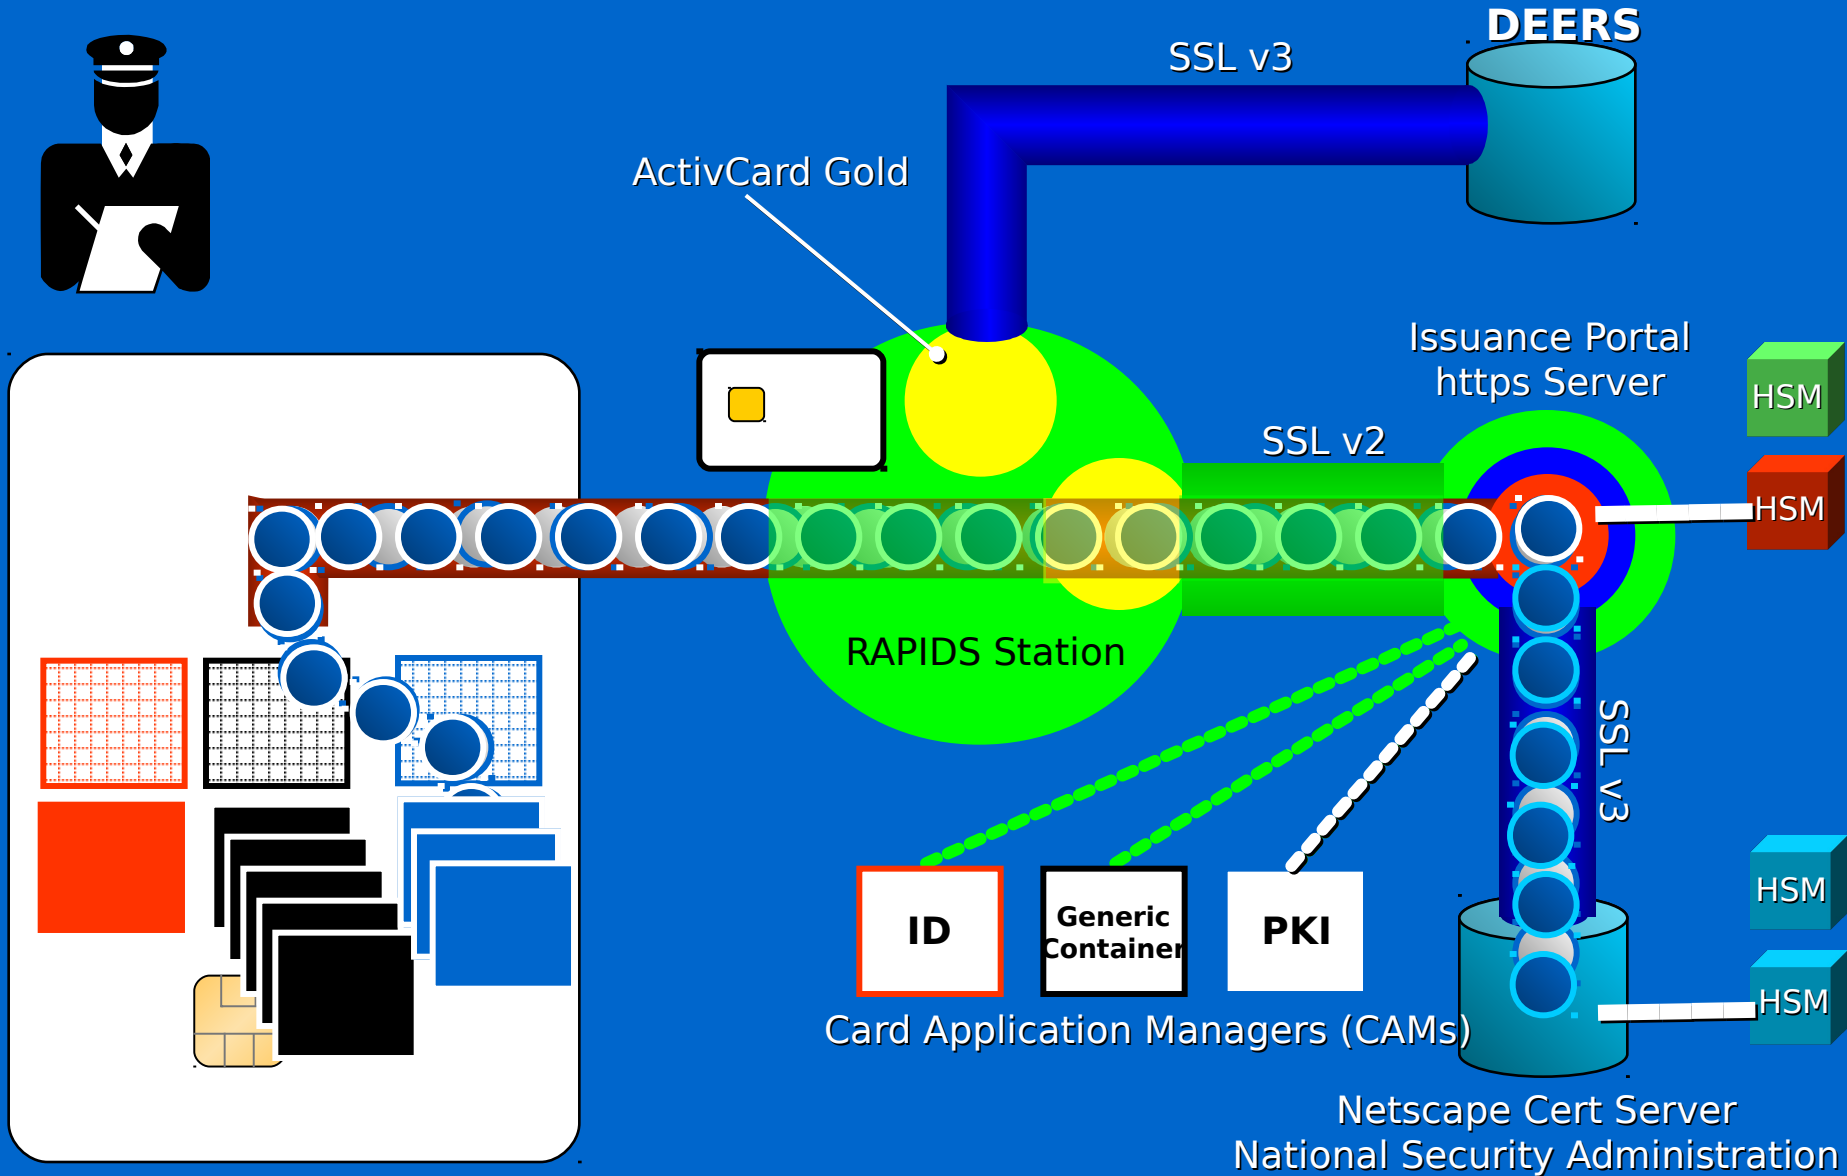 DEERS
SSL v3
ActivCard Gold
Issuance Portal
https Server
HSM
SSL v2
HSM
RAPIDS Station
SSL v3
HSM
ID
Generic
Container
PKI
HSM
Card Application Managers (CAMs)
Netscape Cert Server
National Security Administration